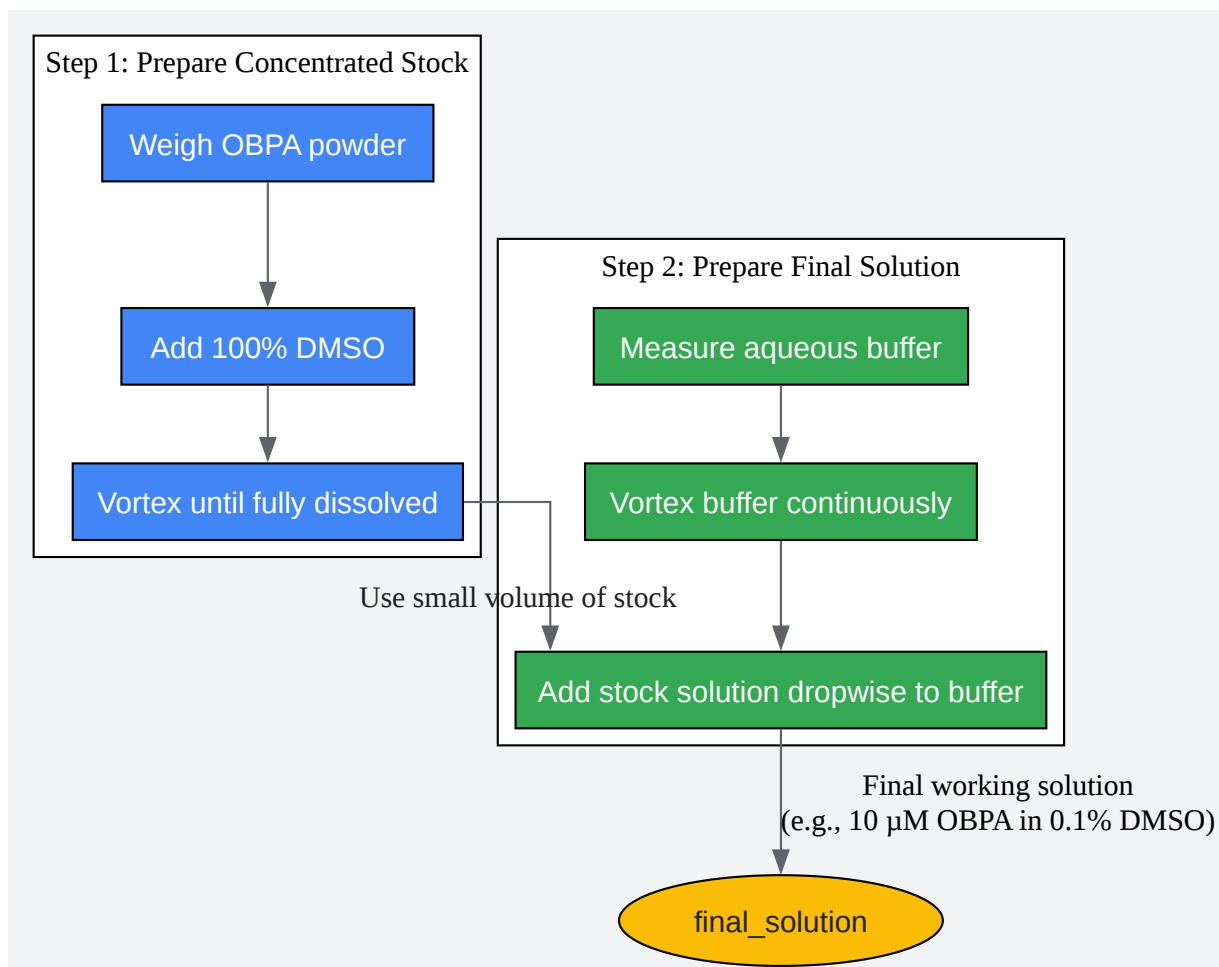 Step 1: Prepare Concentrated Stock
Weigh OBPA powder
Add 100% DMSO
Vortex until fully dissolved
Use small volume of stock
Step 2: Prepare Final Solution
Measure aqueous buffer
Vortex buffer continuously
Add stock solution dropwise to buffer
Final working solution
(e.g., 10 µM OBPA in 0.1% DMSO)
final_solution